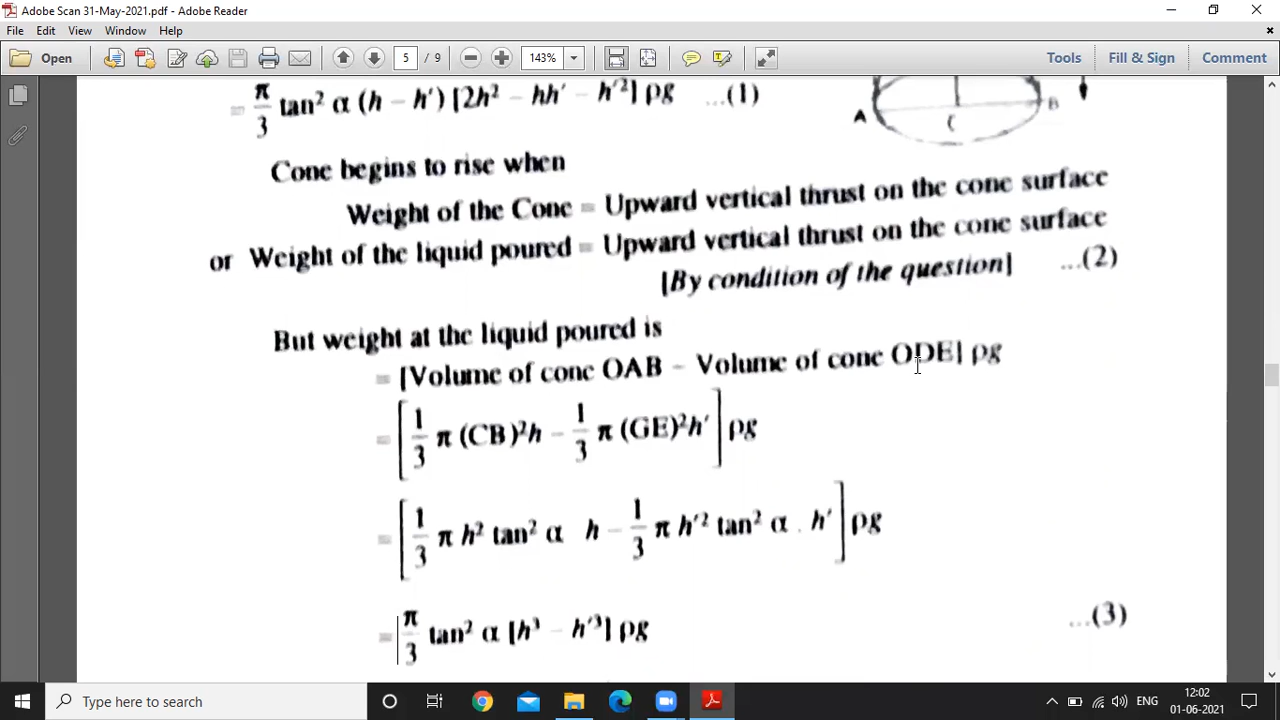 Adobe Scan 31-May-2021.pdf - Adobe Reader
File Edit View Window Help
Open 5 / 9 143% Tools Fill & Sign Comment
= π/3 tan² α (h – h′) [2h² – hh′ – h′²] ρg ...(1)
A C B
Cone begins to rise when
Weight of the Cone = Upward vertical thrust on the cone surface
or Weight of the liquid poured = Upward vertical thrust on the cone surface
[By condition of the question] ...(2)
But weight at the liquid poured is
= [Volume of cone OAB – Volume of cone ODE] ρg
= [1/3 π (CB)²h – 1/3 π (GE)²h′] ρg
= [1/3 π h² tan² α h – 1/3 π h′² tan² α . h′] ρg
= π/3 tan² α [h³ – h′³] ρg ...(3)
Type here to search
ENG
12:02
01-06-2021